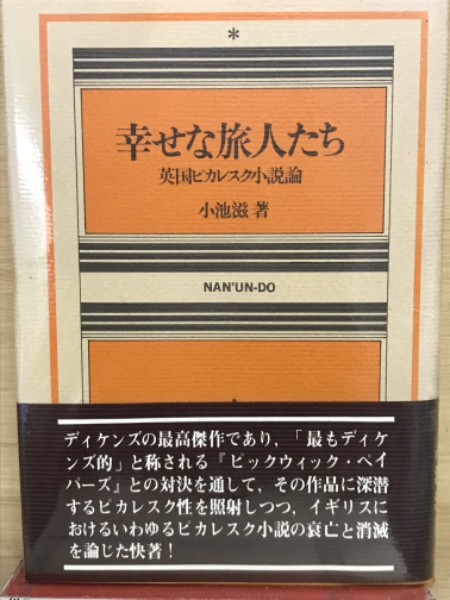 *
幸せな旅人たち
英国ピカレスク小説論
小池滋著
NAN'UN-DO
ディケンズの最高傑作であり，「最もディケ
ンズ的」と称される『ピックウィック・ペイ
パーズ』との対決を通して，その作品に深潜
するピカレスク性を照射しつつ，イギリスに
おけるいわゆるピカレスク小説の衰亡と消滅
を論じた快著！